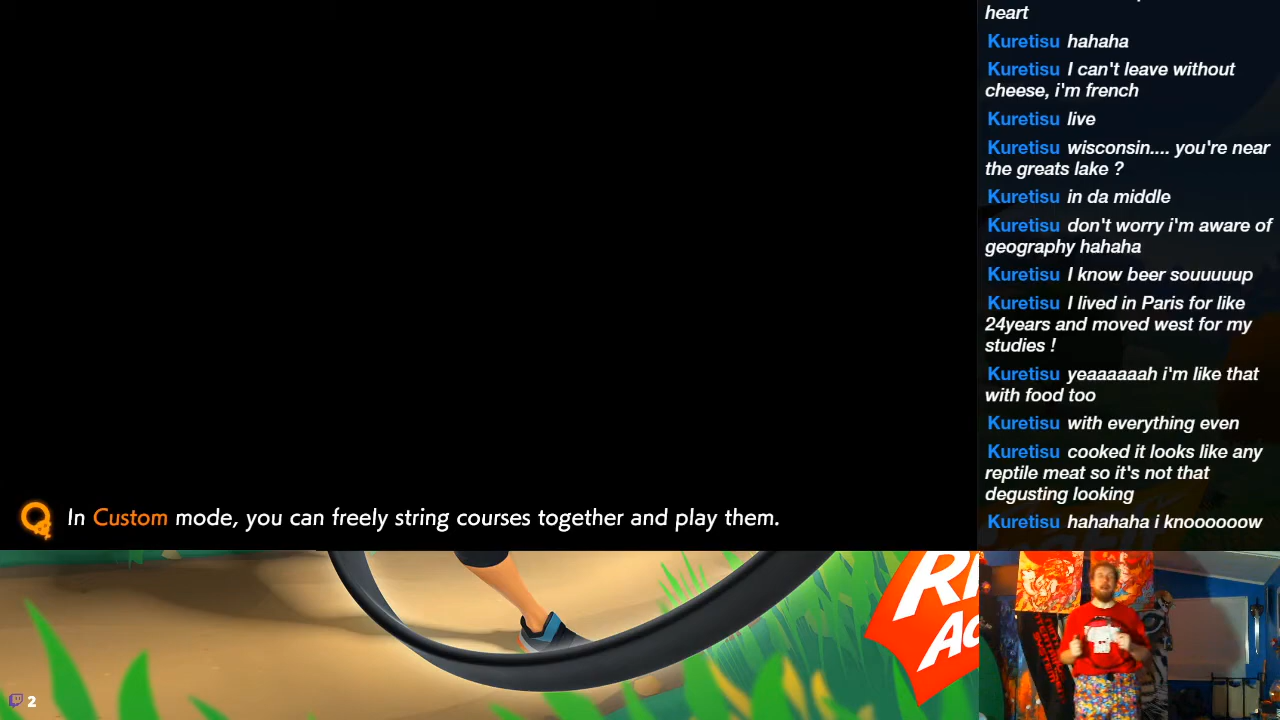 heart
Kuretisu hahaha
Kuretisu I can't leave without
cheese, i'm french
Kuretisu live
Kuretisu wisconsin.... you're near
the greats lake ?
Kuretisu in da middle
Kuretisu don't worry i'm aware of
geography hahaha
Kuretisu I know beer souuuuup
Kuretisu I lived in Paris for like
24years and moved west for my
studies !
Kuretisu yeaaaaaah i'm like that
with food too
Kuretisu with everything even
Kuretisu cooked it looks like any
reptile meat so it's not that
degusting looking
Kuretisu hahahaha i knoooooow
In Custom mode, you can freely string courses together and play them.
2